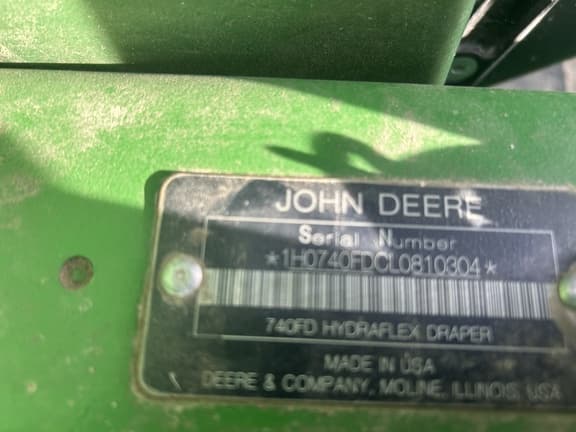 JOHN DEERE
Serial Number
*1H0740FDCL0810304*
740FD HYDRAFLEX DRAPER
MADE IN USA
DEERE & COMPANY, MOLINE, ILLINOIS, USA